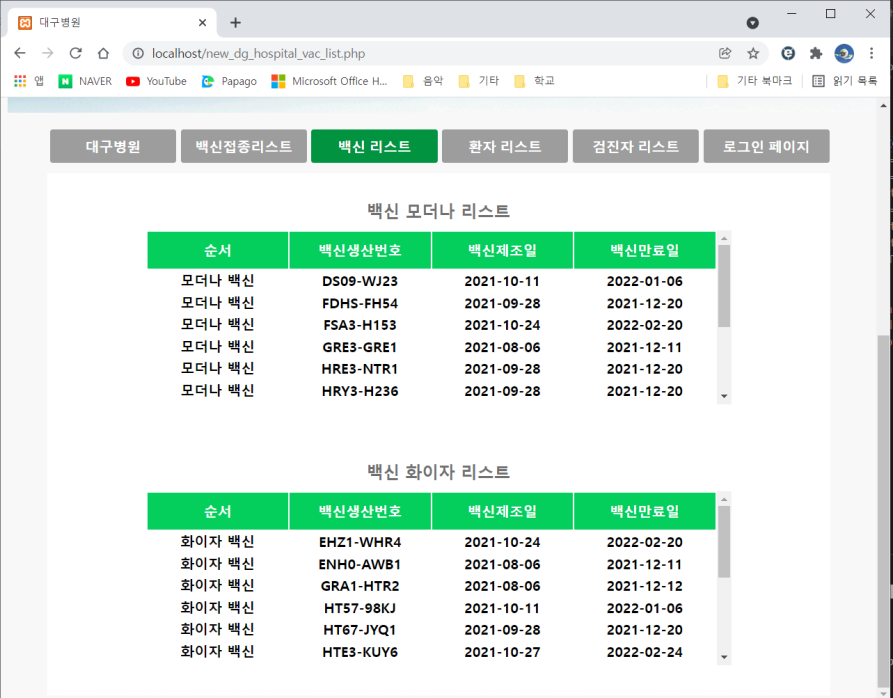 대구병원
localhost/new_dg_hospital_vac_list.php
앱 NAVER YouTube Papago Microsoft Office H... 음악 기타 학교 기타 북마크 읽기 목록
대구병원 백신접종리스트 백신 리스트 환자 리스트 검진자 리스트 로그인 페이지
백신 모더나 리스트
순서 백신생산번호 백신제조일 백신만료일
모더나 백신 DS09-WJ23 2021-10-11 2022-01-06
모더나 백신 FDHS-FH54 2021-09-28 2021-12-20
모더나 백신 FSA3-H153 2021-10-24 2022-02-20
모더나 백신 GRE3-GRE1 2021-08-06 2021-12-11
모더나 백신 HRE3-NTR1 2021-09-28 2021-12-20
모더나 백신 HRY3-H236 2021-09-28 2021-12-20
백신 화이자 리스트
순서 백신생산번호 백신제조일 백신만료일
화이자 백신 EHZ1-WHR4 2021-10-24 2022-02-20
화이자 백신 ENH0-AWB1 2021-08-06 2021-12-11
화이자 백신 GRA1-HTR2 2021-08-06 2021-12-12
화이자 백신 HT57-98KJ 2021-10-11 2022-01-06
화이자 백신 HT67-JYQ1 2021-09-28 2021-12-20
화이자 백신 HTE3-KUY6 2021-10-27 2022-02-24